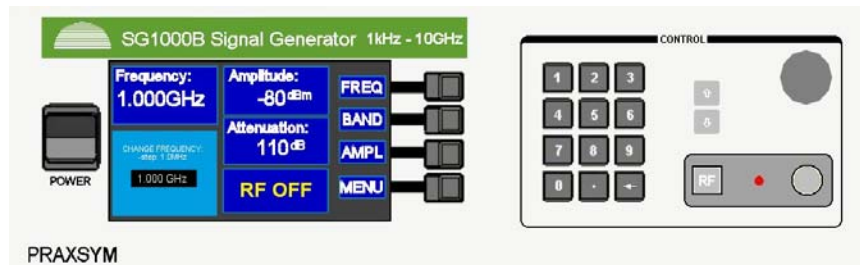 SG1000B Signal Generator 1kHz - 10GHz
Frequency:
1.000GHz
Amplitude:
-80dBm
Attenuation:
110dB
CHANGE FREQUENCY:
-step: 1.0MHz
1.000 GHz
RF OFF
FREQ
BAND
AMPL
MENU
POWER
PRAXSYM
CONTROL
1 2 3
4 5 6
7 8 9
0 . ←
⇧
⇩
RF